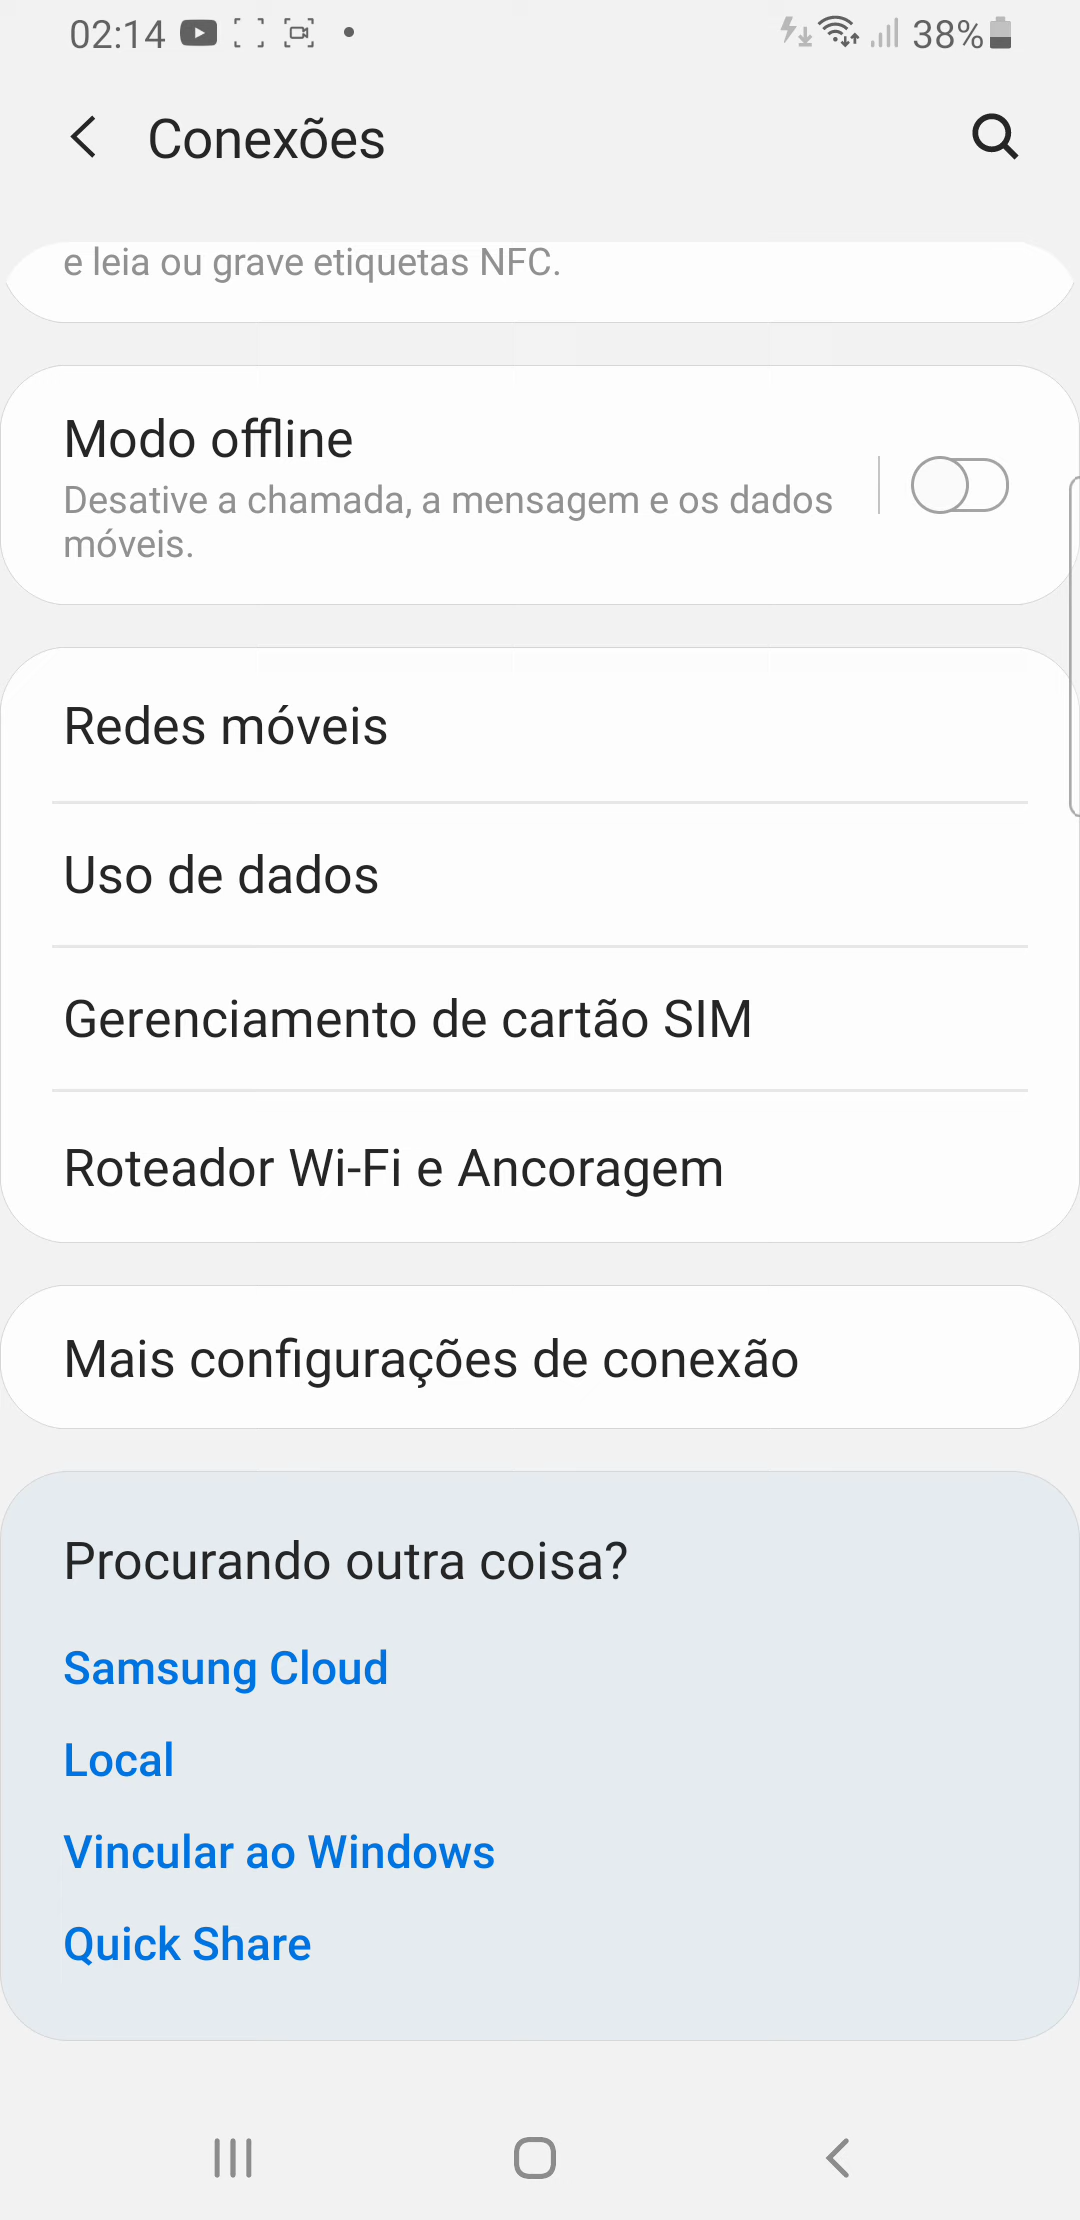 02:14
38%
Conexões
e leia ou grave etiquetas NFC.
Modo offline
Desative a chamada, a mensagem e os dados
móveis.
Redes móveis
Uso de dados
Gerenciamento de cartão SIM
Roteador Wi-Fi e Ancoragem
Mais configurações de conexão
Procurando outra coisa?
Samsung Cloud
Local
Vincular ao Windows
Quick Share